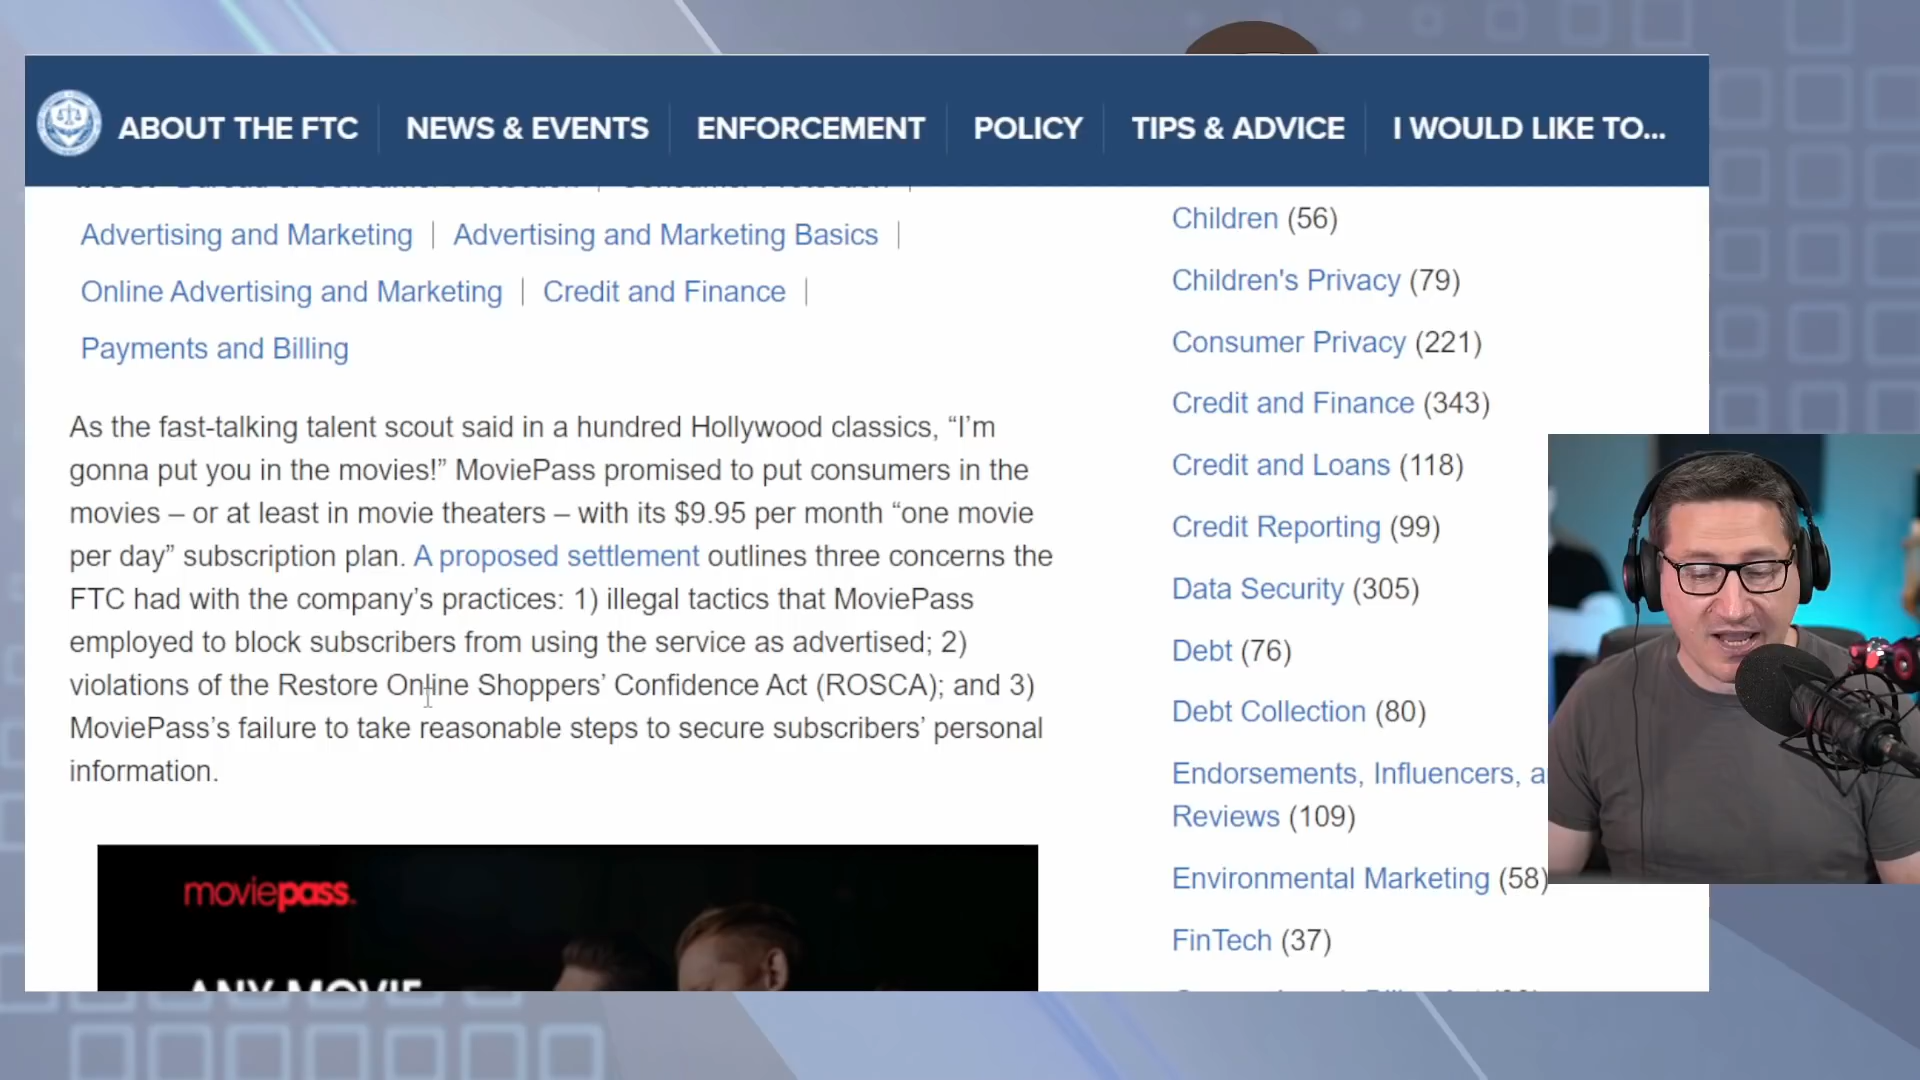 ABOUT THE FTC
NEWS & EVENTS
ENFORCEMENT
POLICY
TIPS & ADVICE
I WOULD LIKE TO...
Advertising and Marketing | Advertising and Marketing Basics |
Online Advertising and Marketing | Credit and Finance |
Payments and Billing
As the fast-talking talent scout said in a hundred Hollywood classics, “I’m
gonna put you in the movies!” MoviePass promised to put consumers in the
movies – or at least in movie theaters – with its $9.95 per month “one movie
per day” subscription plan. A proposed settlement outlines three concerns the
FTC had with the company’s practices: 1) illegal tactics that MoviePass
employed to block subscribers from using the service as advertised; 2)
violations of the Restore Online Shoppers’ Confidence Act (ROSCA); and 3)
MoviePass’s failure to take reasonable steps to secure subscribers’ personal
information.
moviepass.
ANY MOVIE
Children (56)
Children's Privacy (79)
Consumer Privacy (221)
Credit and Finance (343)
Credit and Loans (118)
Credit Reporting (99)
Data Security (305)
Debt (76)
Debt Collection (80)
Endorsements, Influencers, a
Reviews (109)
Environmental Marketing (58)
FinTech (37)